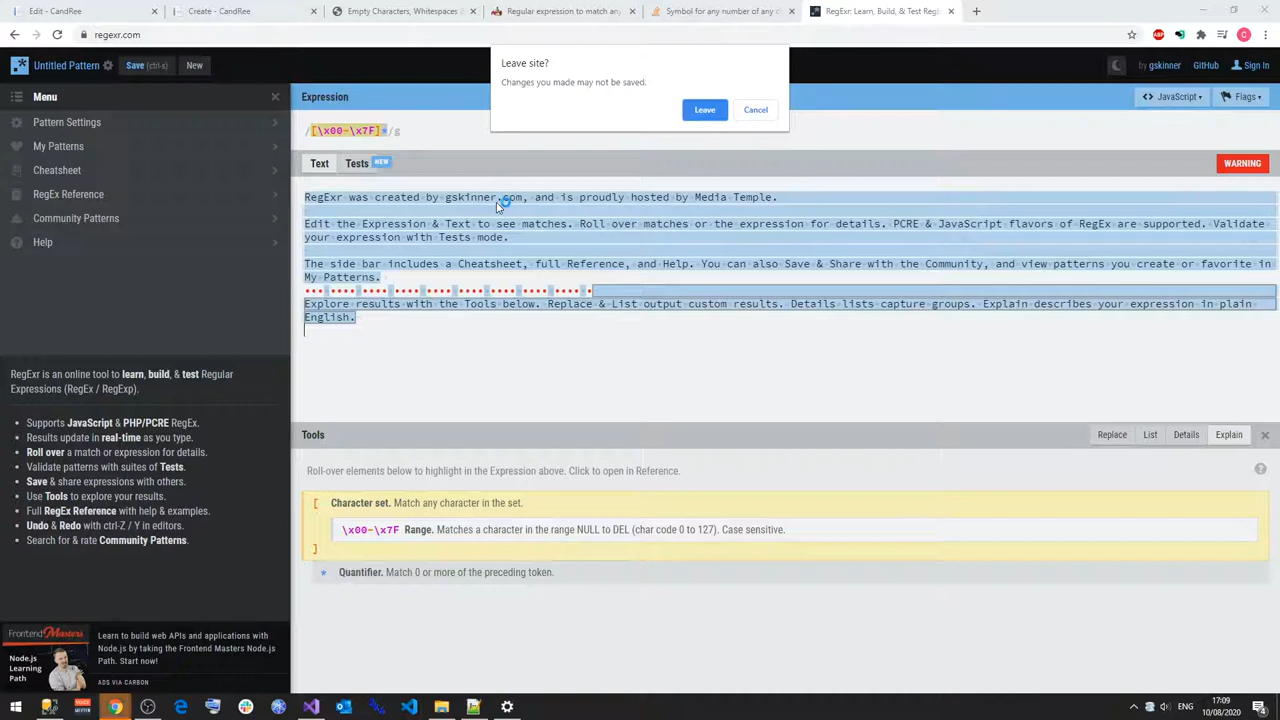 Edit - CandRee
Create - CandRee
Empty Characters, Whitespaces
Regular expression to match any
Symbol for any number of any c
RegExr: Learn, Build, & Test Reg
regexr.com
Leave site?
Changes you made may not be saved.
Leave
Cancel
Untitled Pattern
Save (ctrl-s)
New
by gskinner
GitHub
Sign In
Menu
Pattern Settings
My Patterns
Cheatsheet
RegEx Reference
Community Patterns
Help
Expression
JavaScript
Flags
/[\x00-\x7F]*/g
Text
Tests NEW
WARNING
RegExr was created by gskinner.com, and is proudly hosted by Media Temple.
Edit the Expression & Text to see matches. Roll over matches or the expression for details. PCRE & JavaScript flavors of RegEx are supported. Validate
your expression with Tests mode.
The side bar includes a Cheatsheet, full Reference, and Help. You can also Save & Share with the Community, and view patterns you create or favorite in
My Patterns.
Explore results with the Tools below. Replace & List output custom results. Details lists capture groups. Explain describes your expression in plain
English.
RegExr is an online tool to learn, build, & test Regular
Expressions (RegEx / RegExp).
• Supports JavaScript & PHP/PCRE RegEx.
• Results update in real-time as you type.
• Roll over a match or expression for details.
• Validate patterns with suites of Tests.
• Save & share expressions with others.
• Use Tools to explore your results.
• Full RegEx Reference with help & examples.
• Undo & Redo with ctrl-Z / Y in editors.
• Search for & rate Community Patterns.
Tools
Replace
List
Details
Explain
Roll-over elements below to highlight in the Expression above. Click to open in Reference.
[ Character set. Match any character in the set.
\x00-\x7F Range. Matches a character in the range NULL to DEL (char code 0 to 127). Case sensitive.
]
* Quantifier. Match 0 or more of the preceding token.
Frontend Masters
Node.js
Learning
Path
Learn to build web APIs and applications with
Node.js by taking the Frontend Masters Node.js
Path. Start now!
ADS VIA CARBON
ENG
17:09
10/08/2020